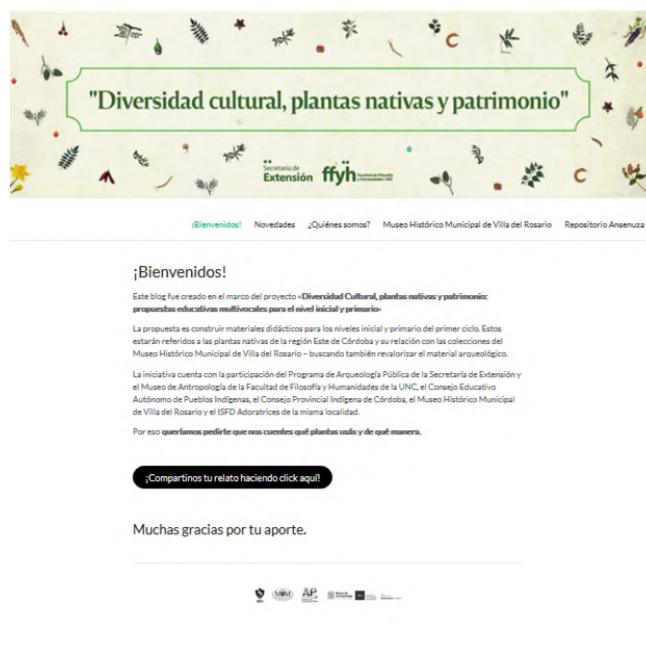 "Diversidad cultural, plantas nativas y patrimonio"
Secretaría de
Extensión
ffyh
Facultad de Filosofía
y Humanidades UNC
¡Bienvenidos! Novedades ¿Quiénes somos? Museo Histórico Municipal de Villa del Rosario Repositorio Ansenuza
¡Bienvenidos!
Este blog fue creado en el marco del proyecto «Diversidad Cultural, plantas nativas y patrimonio:
propuestas educativas multivocales para el nivel inicial y primario»
La propuesta es construir materiales didácticos para los niveles inicial y primario del primer ciclo. Estos
estarán referidos a las plantas nativas de la región Este de Córdoba y su relación con las colecciones del
Museo Histórico Municipal de Villa del Rosario – buscando también revalorizar el material arqueológico.
La iniciativa cuenta con la participación del Programa de Arqueología Pública de la Secretaría de Extensión y
el Museo de Antropología de la Facultad de Filosofía y Humanidades de la UNC, el Consejo Educativo
Autónomo de Pueblos Indígenas, el Consejo Provincial Indígena de Córdoba, el Museo Histórico Municipal
de Villa del Rosario y el ISFD Adoratrices de la misma localidad.
Por eso queríamos pedirte que nos cuentes qué plantas usás y de qué manera.
¡Compartinos tu relato haciendo click aquí!
Muchas gracias por tu aporte.
AP